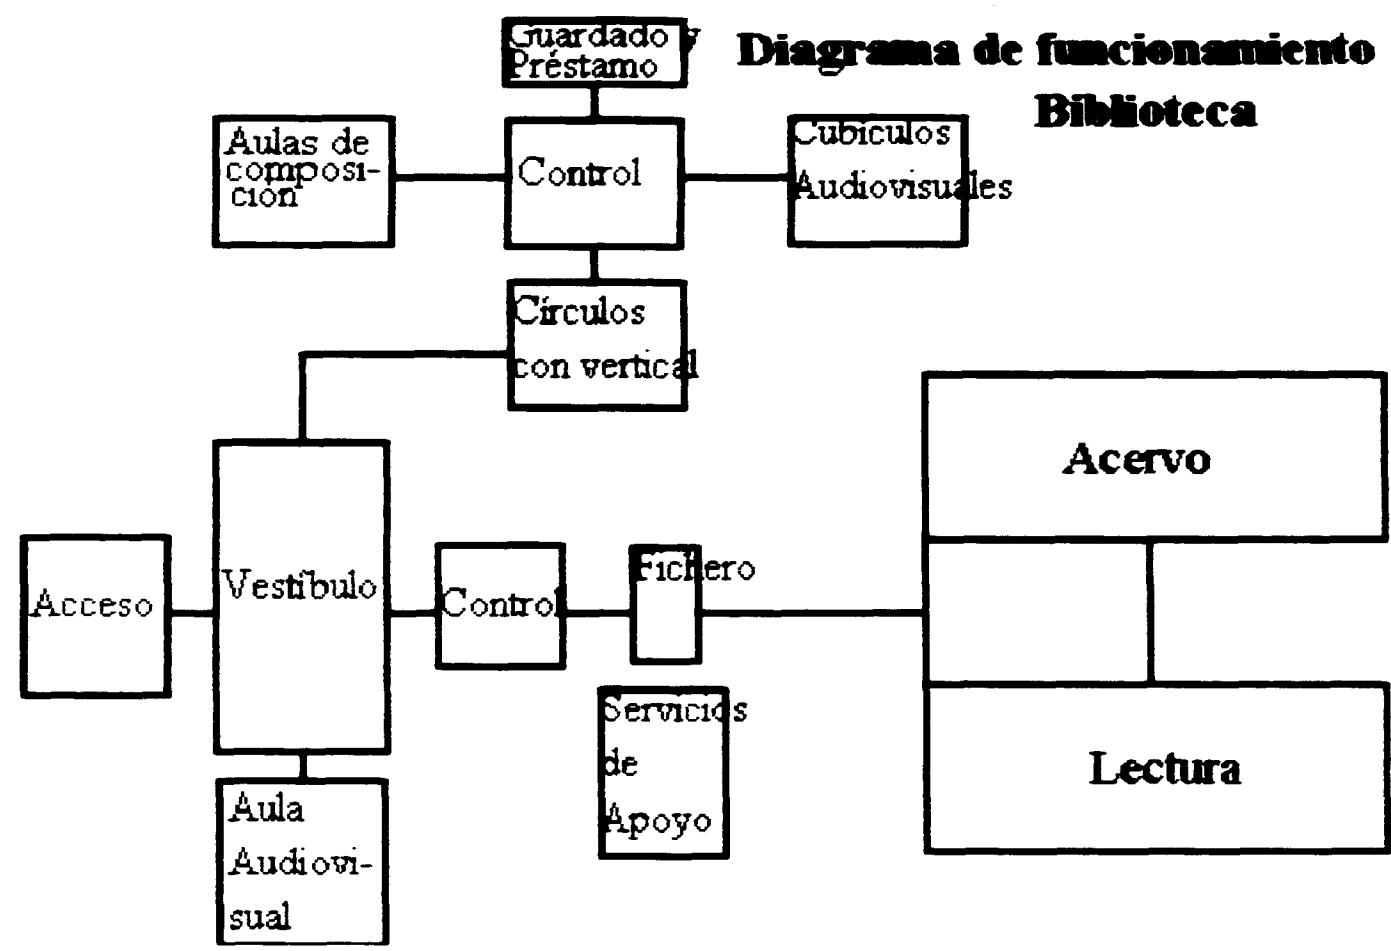 Guardado y
Préstamo
Diagrama de funcionamiento
Biblioteca
Aulas de
composi-
ción
Control
Cubículos
Audiovisuales
Círculos
con vertical
Acervo
Acceso
Vestíbulo
Control
Fichero
Servicios
de
Apoyo
Lectura
Aula
Audiovi-
sual